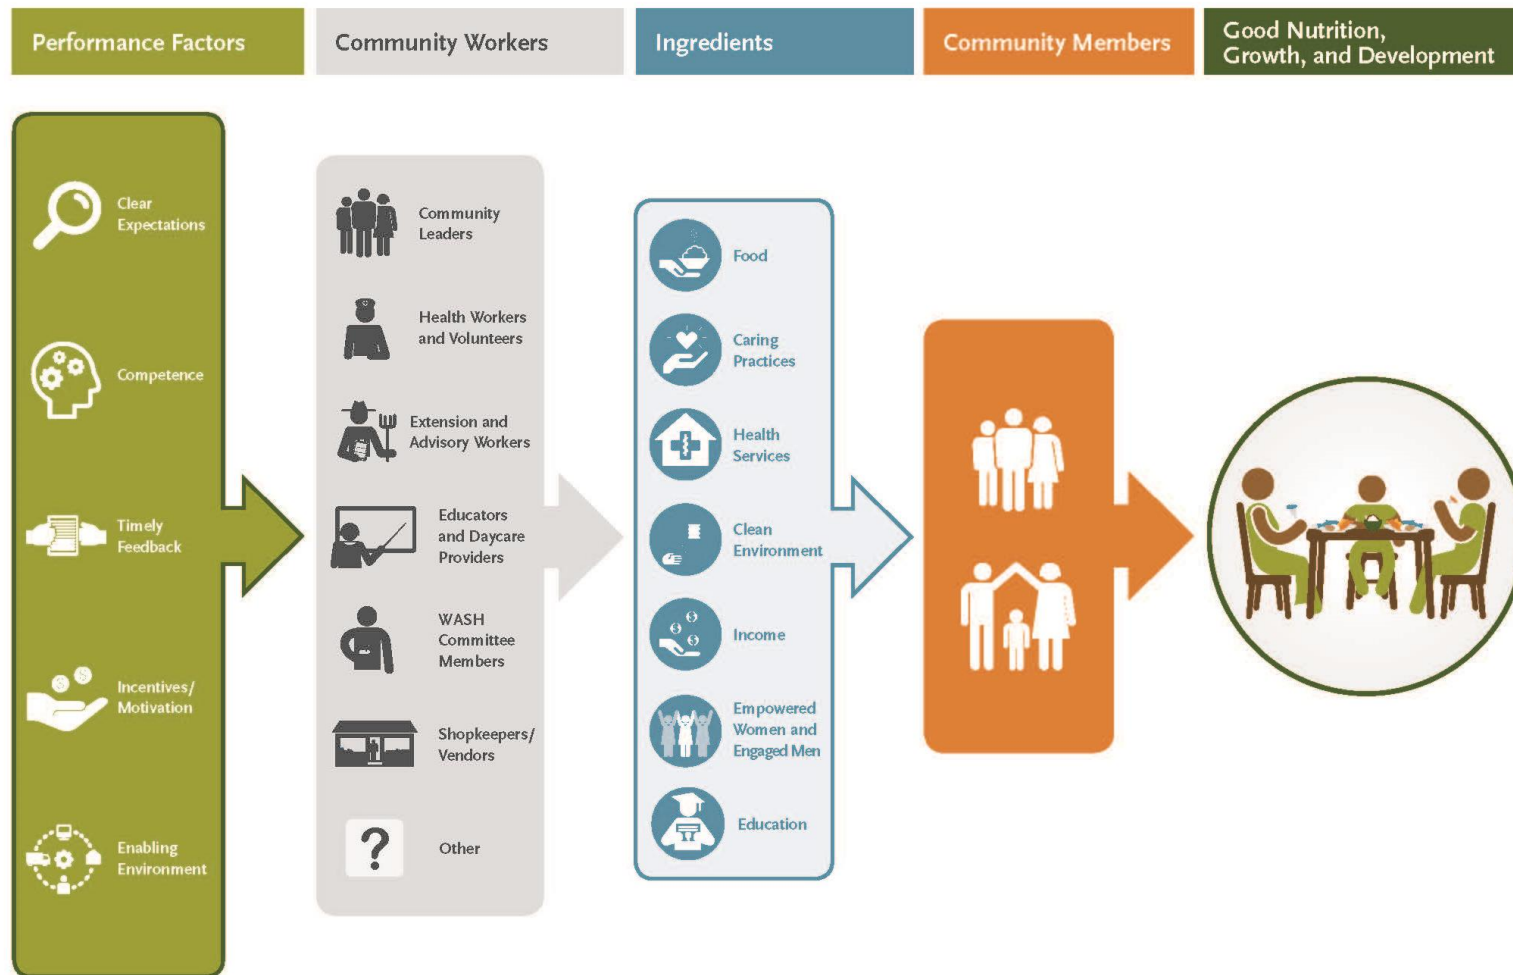 Performance Factors
Community Workers
Ingredients
Community Members
Good Nutrition,
Growth, and Development
Clear
Expectations
Competence
Timely
Feedback
Incentives/
Motivation
Enabling
Environment
Community
Leaders
Health Workers
and Volunteers
Extension and
Advisory Workers
Educators
and Daycare
Providers
WASH
Committee
Members
Shopkeepers/
Vendors
?
Other
Food
Caring
Practices
Health
Services
Clean
Environment
Income
Empowered
Women and
Engaged Men
Education